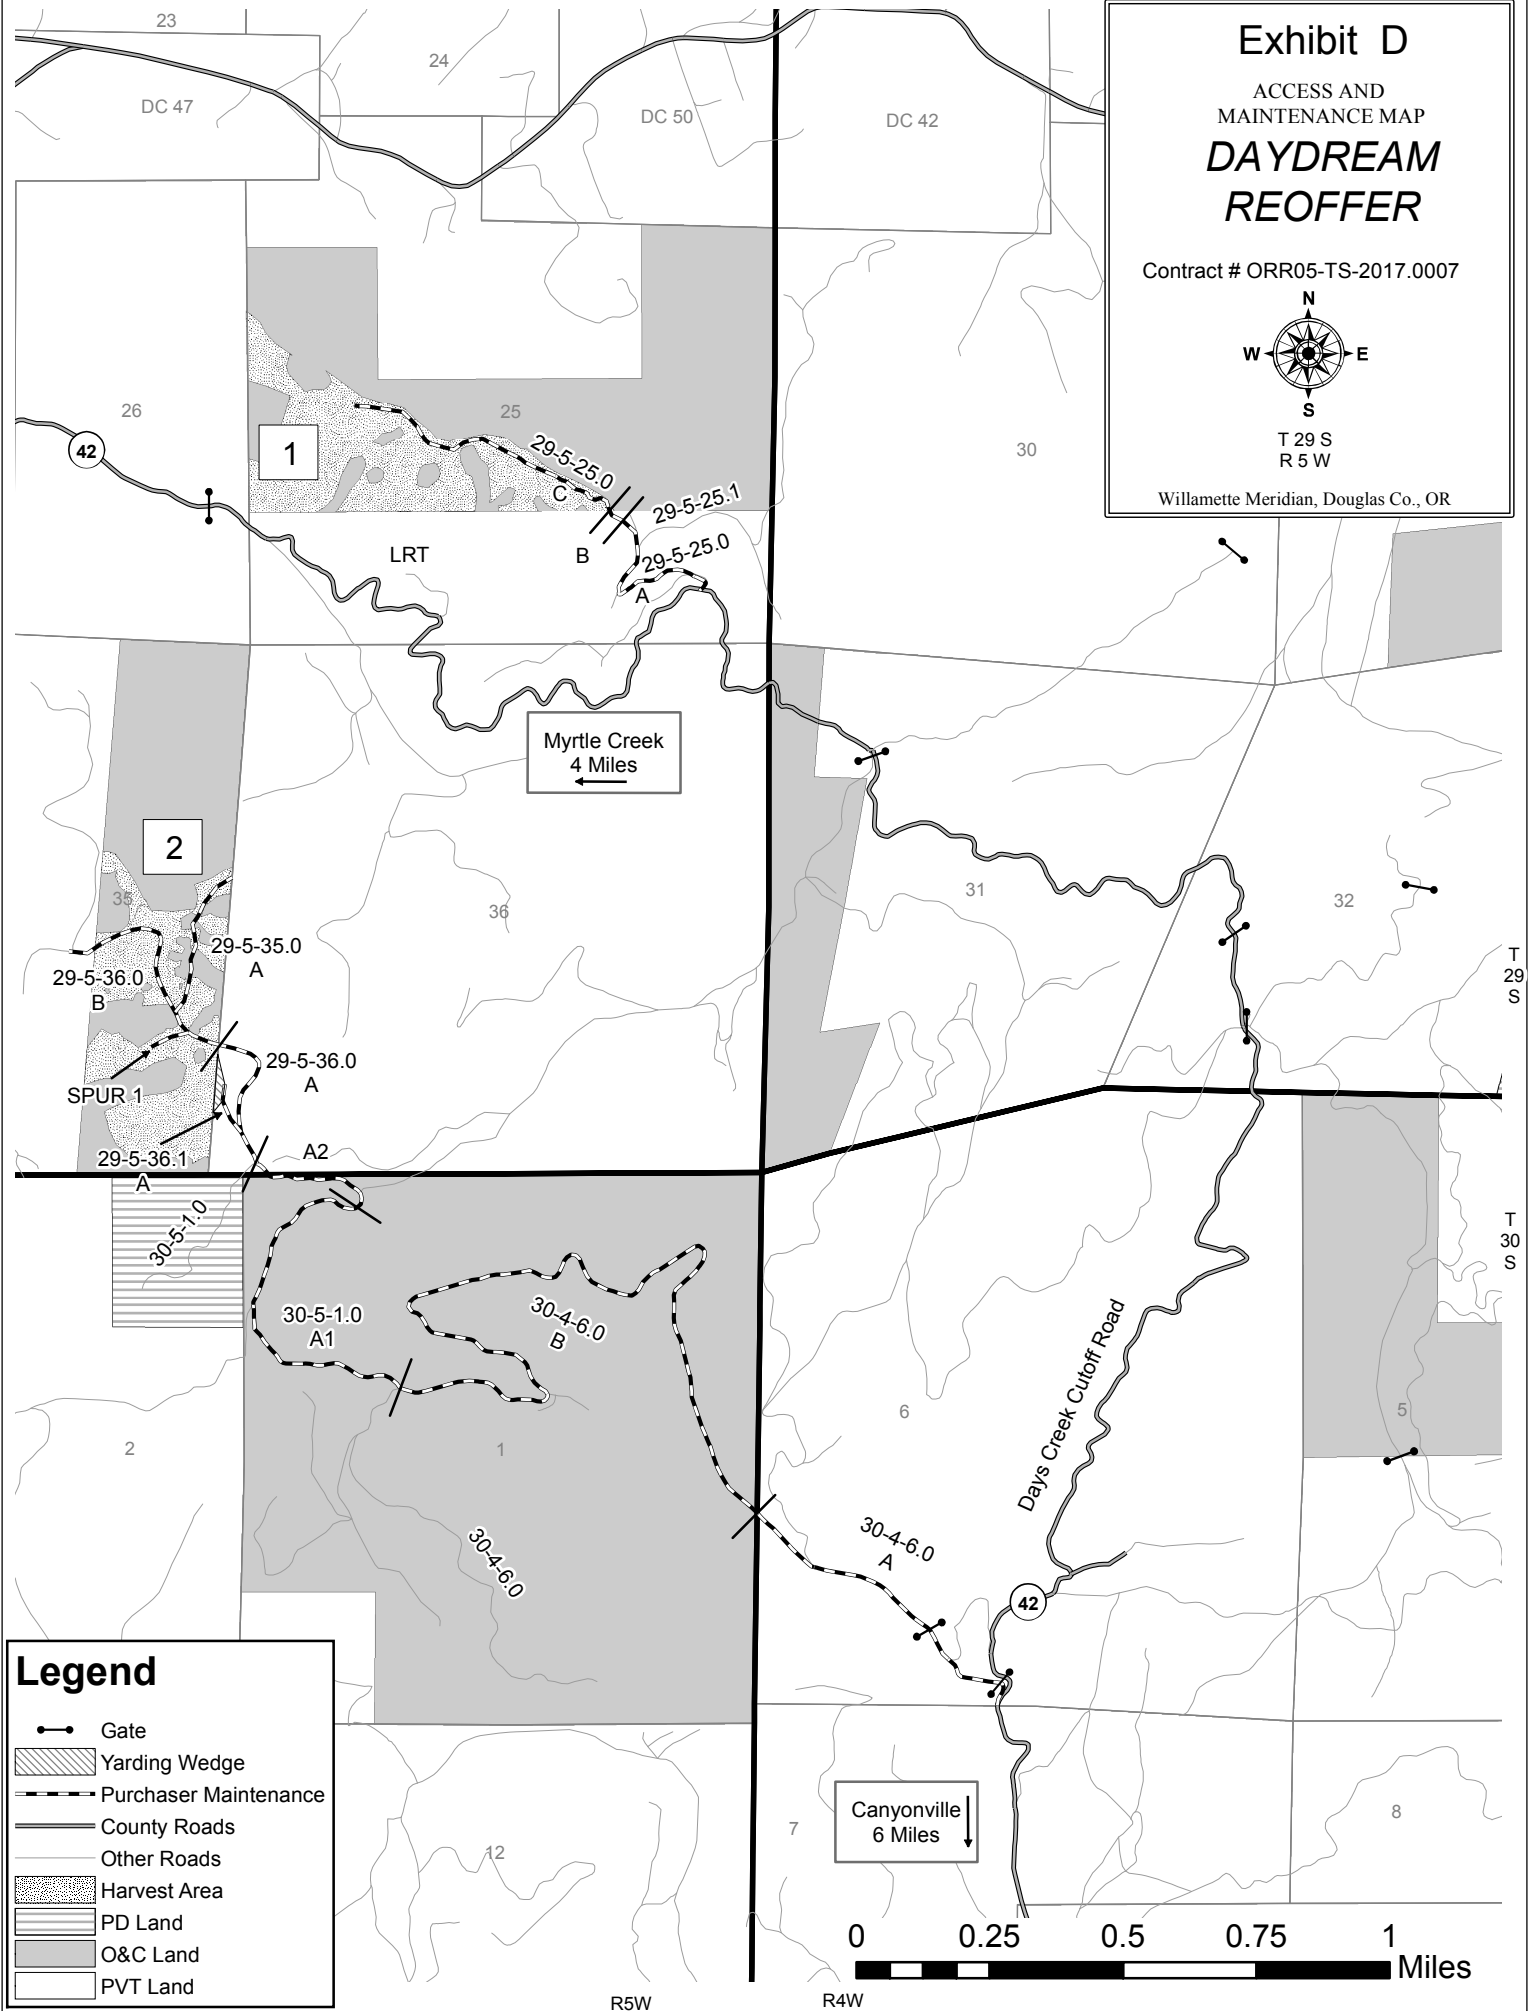 Exhibit D
ACCESS AND
MAINTENANCE MAP
DAYDREAM
REOFFER
Contract # ORR05-TS-2017.0007
N
W
E
S
T 29 S
R 5 W
Willamette Meridian, Douglas Co., OR
23
24
DC 47
DC 50
DC 42
26
25
30
42
1
29-5-25.0
C
29-5-25.1
B
29-5-25.0
A
LRT
Myrtle Creek
4 Miles
2
35
36
31
32
29-5-35.0
A
29-5-36.0
B
29-5-36.0
A
SPUR 1
29-5-36.1
A
A2
T
29
S
T
30
S
30-5-1.0
30-5-1.0
A1
30-4-6.0
B
Days Creek Cutoff Road
6
5
2
1
30-4-6.0
30-4-6.0
A
42
Canyonville
6 Miles
7
8
12
Legend
Gate
Yarding Wedge
Purchaser Maintenance
County Roads
Other Roads
Harvest Area
PD Land
O&C Land
PVT Land
0
0.25
0.5
0.75
1
Miles
R5W
R4W